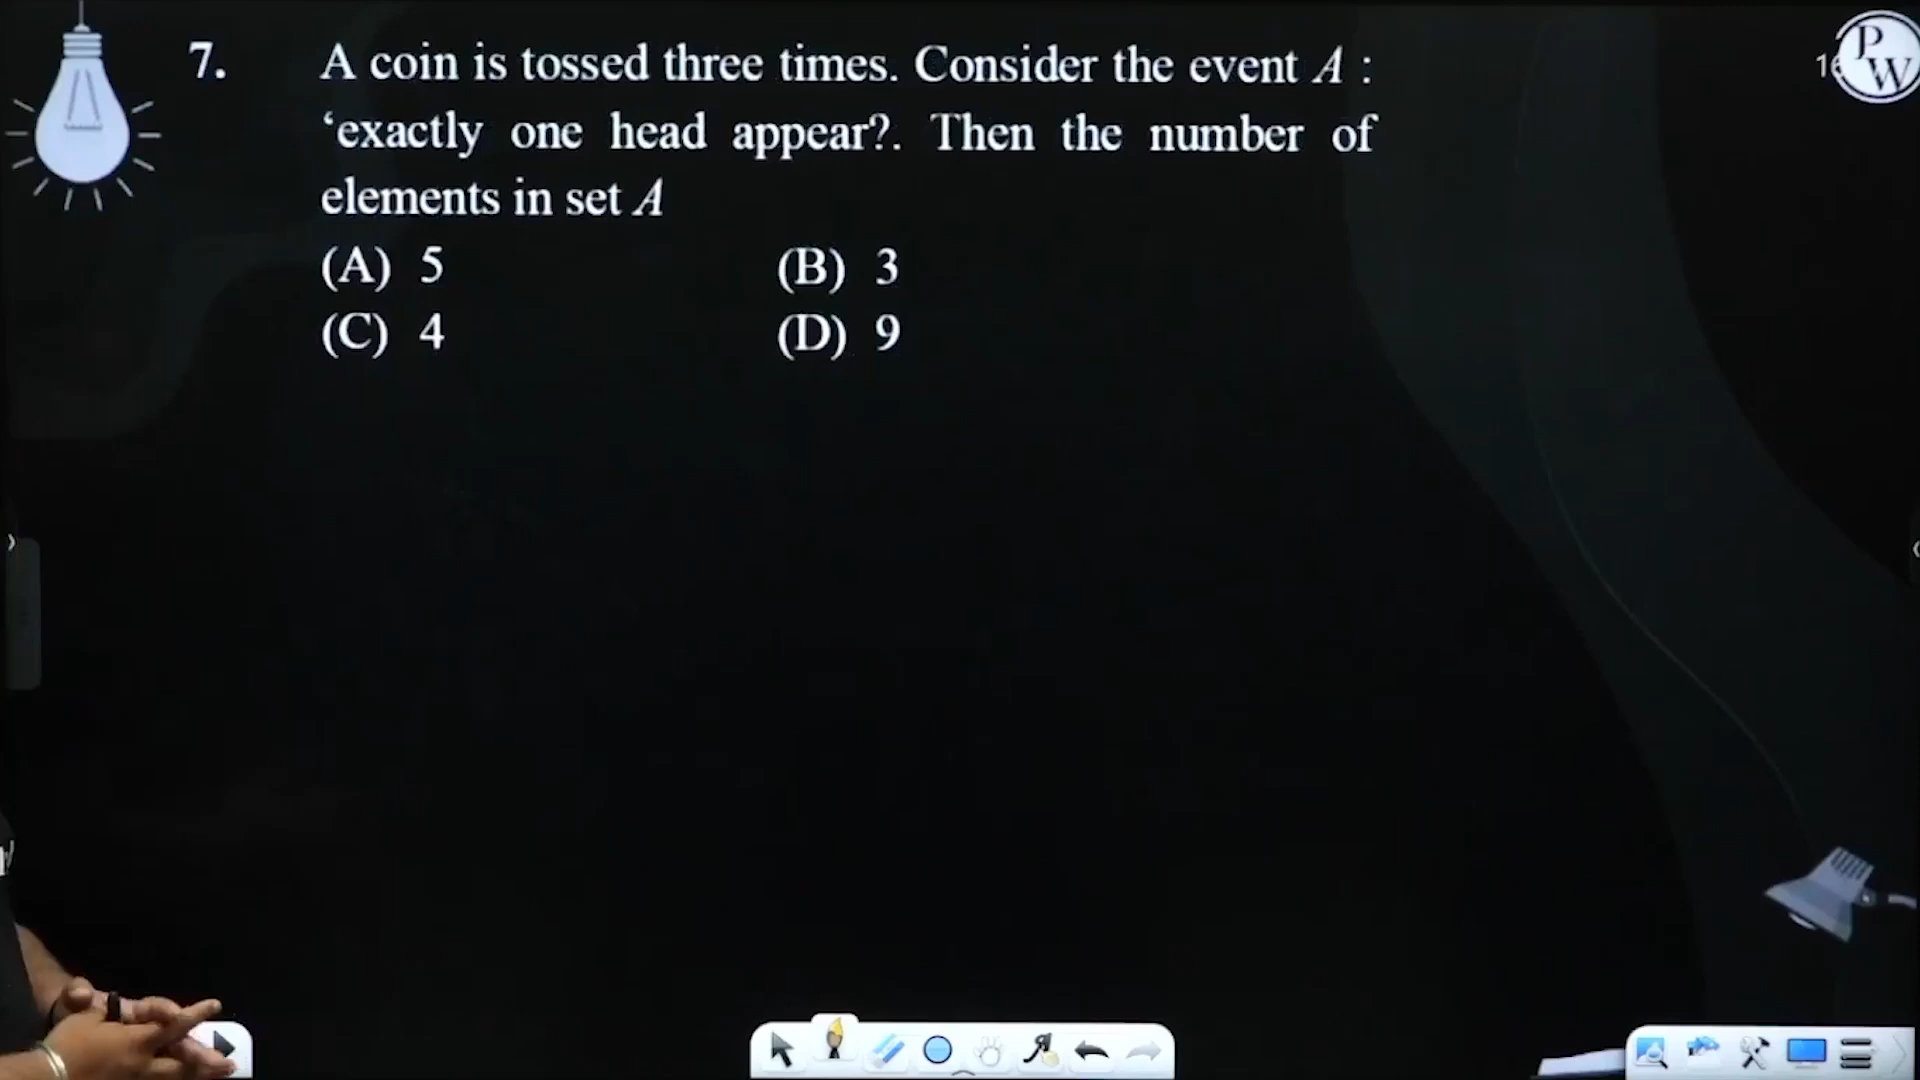 7. A coin is tossed three times. Consider the event A :
‘exactly one head appear?. Then the number of
elements in set A
(A) 5 (B) 3
(C) 4 (D) 9
PW